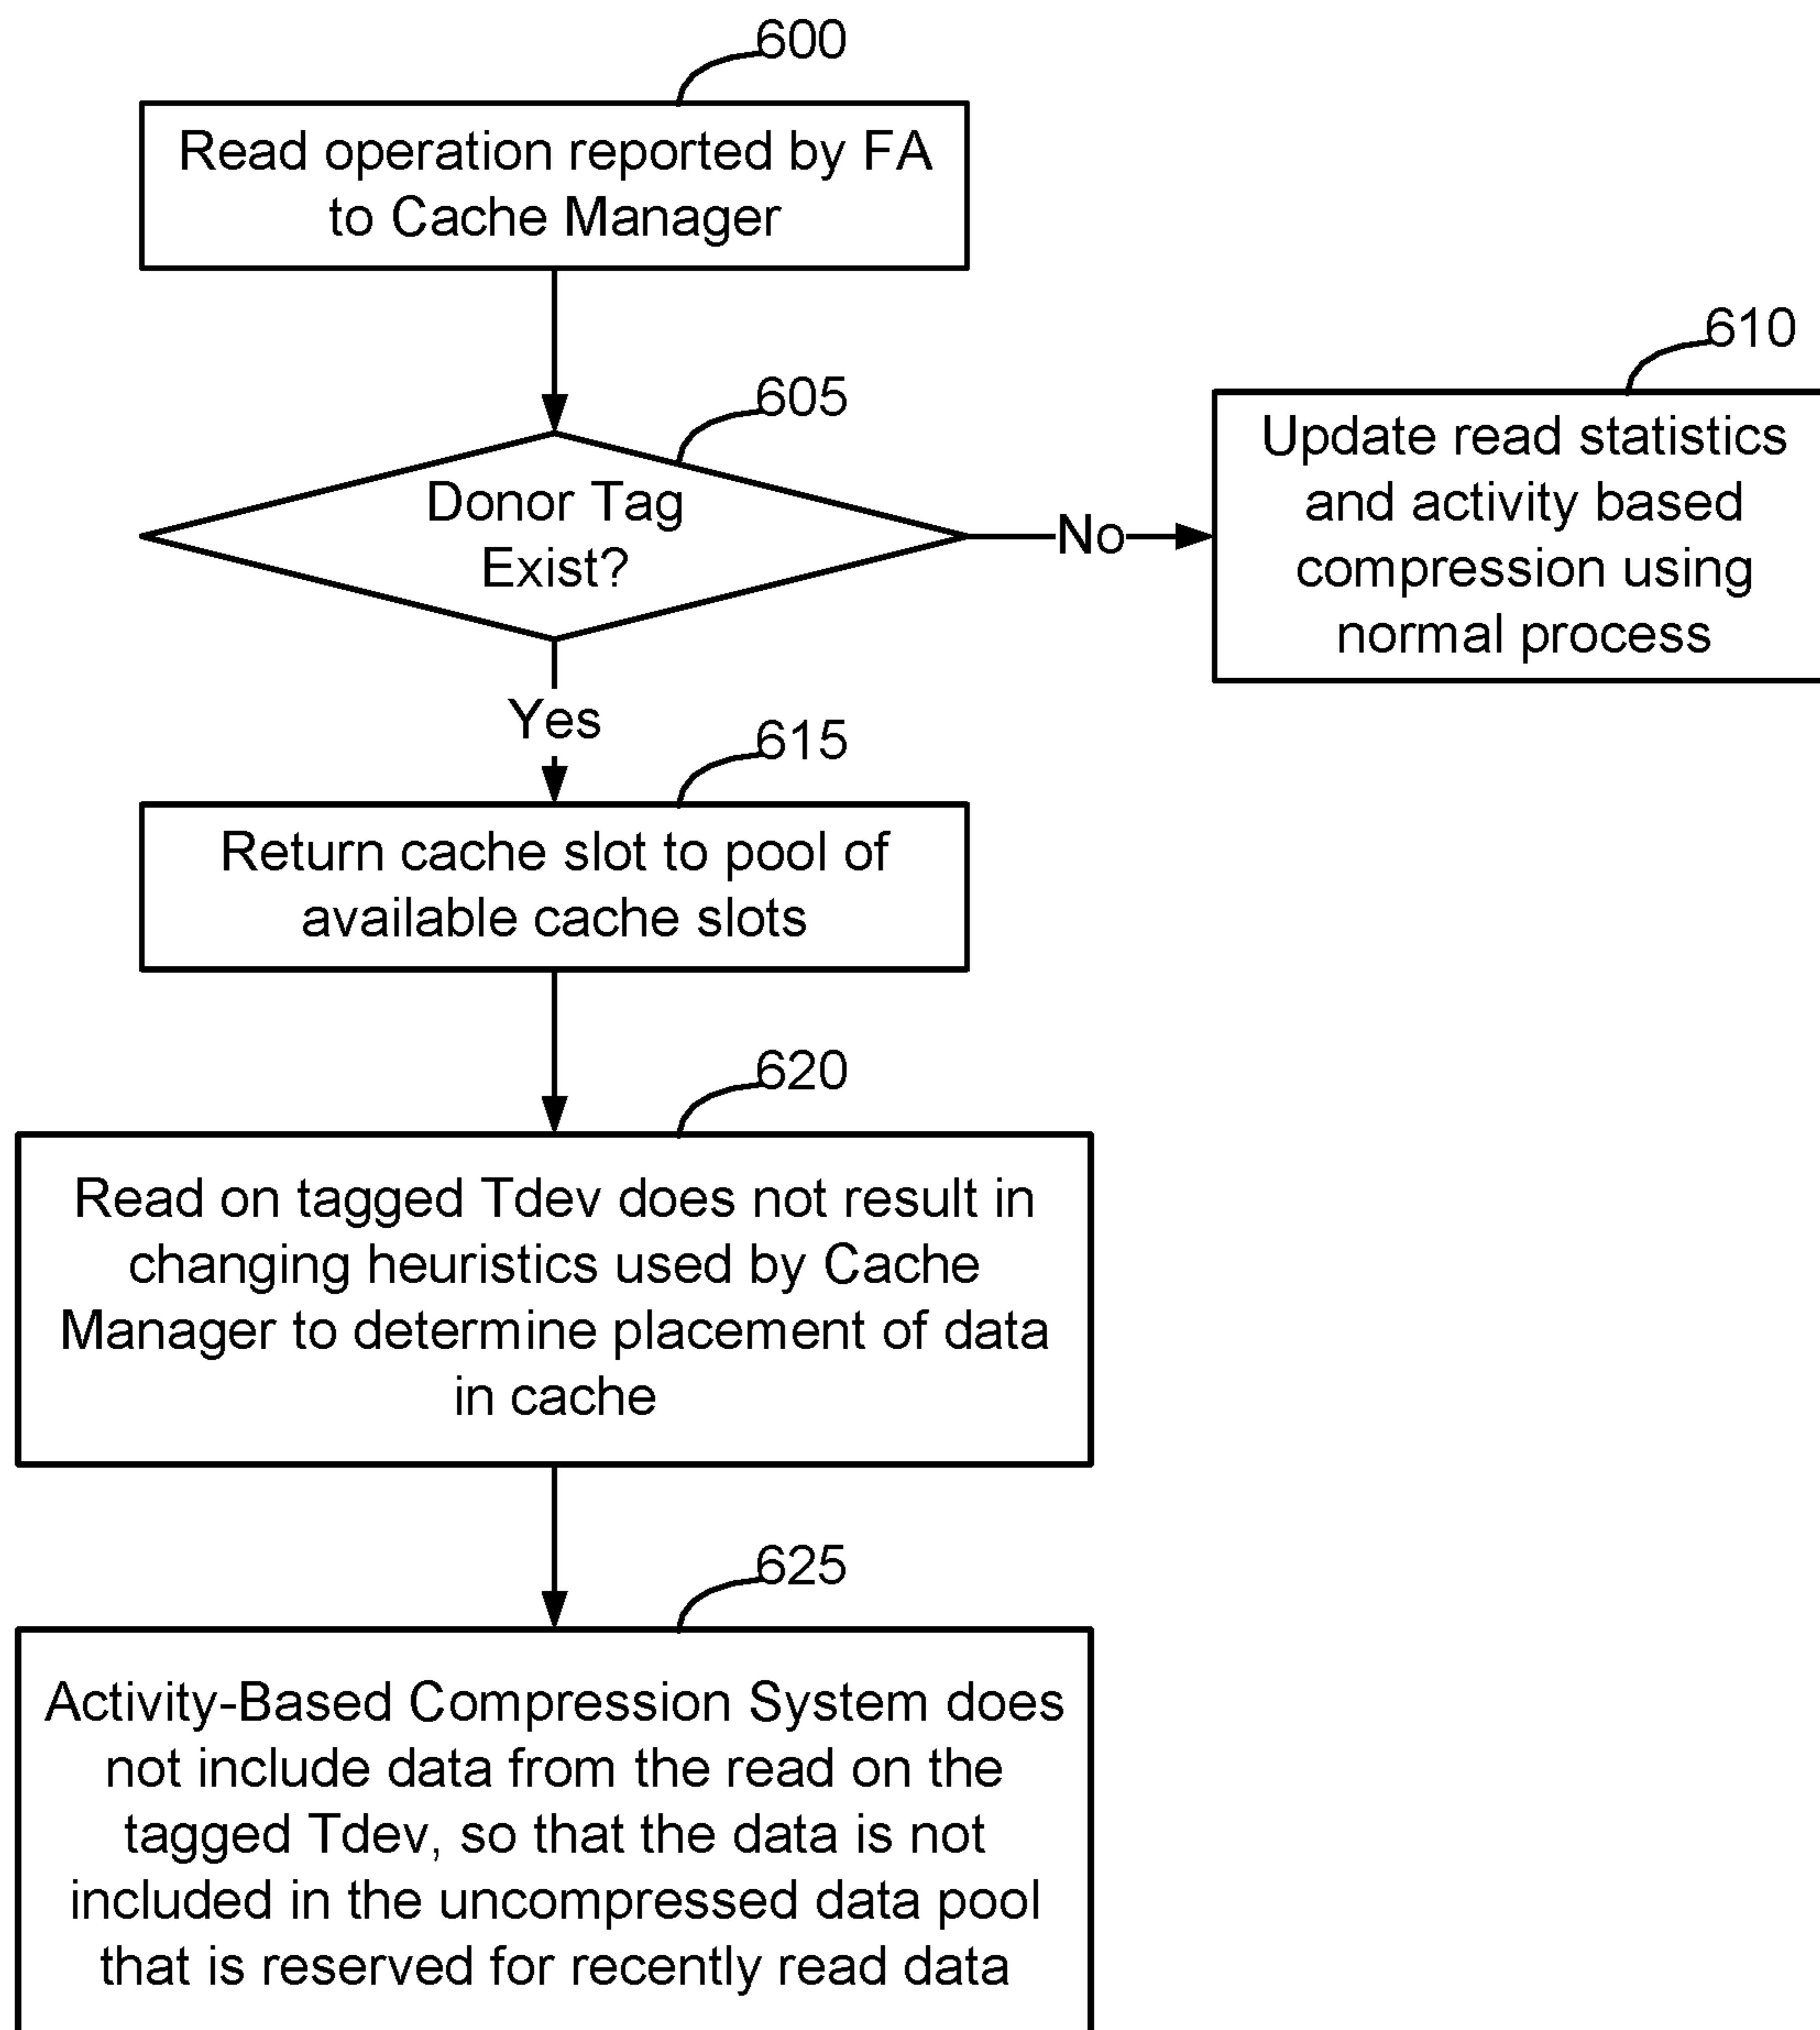 600
Read operation reported by FA
to Cache Manager
605
Donor Tag
Exist?
No
610
Update read statistics
and activity based
compression using
normal process
Yes
615
Return cache slot to pool of
available cache slots
620
Read on tagged Tdev does not result in
changing heuristics used by Cache
Manager to determine placement of data
in cache
625
Activity-Based Compression System does
not include data from the read on the
tagged Tdev, so that the data is not
included in the uncompressed data pool
that is reserved for recently read data